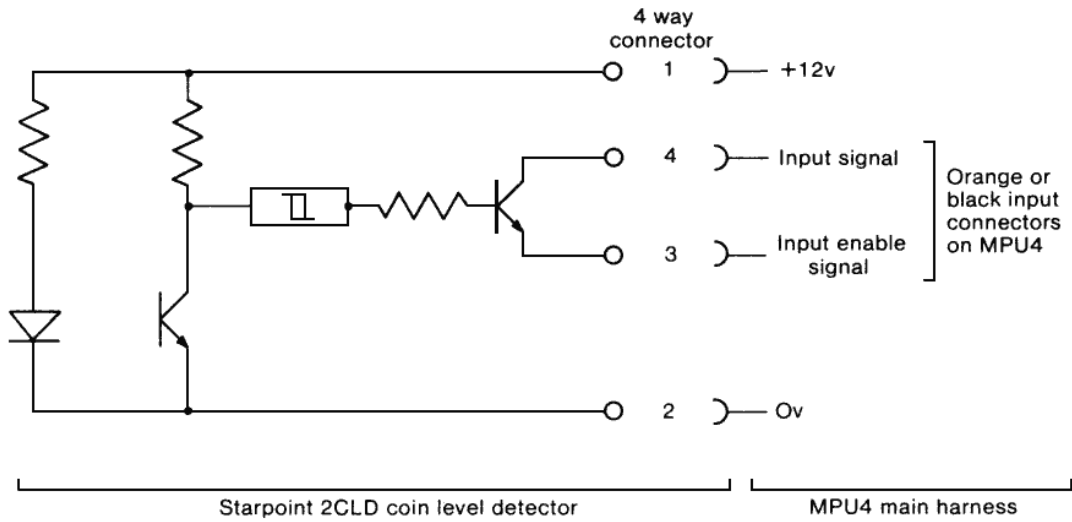 4 way
connector
1
+12v
4
Input signal
Orange or
black input
connectors
on MPU4
3
Input enable
signal
2
Ov
Starpoint 2CLD coin level detector
MPU4 main harness